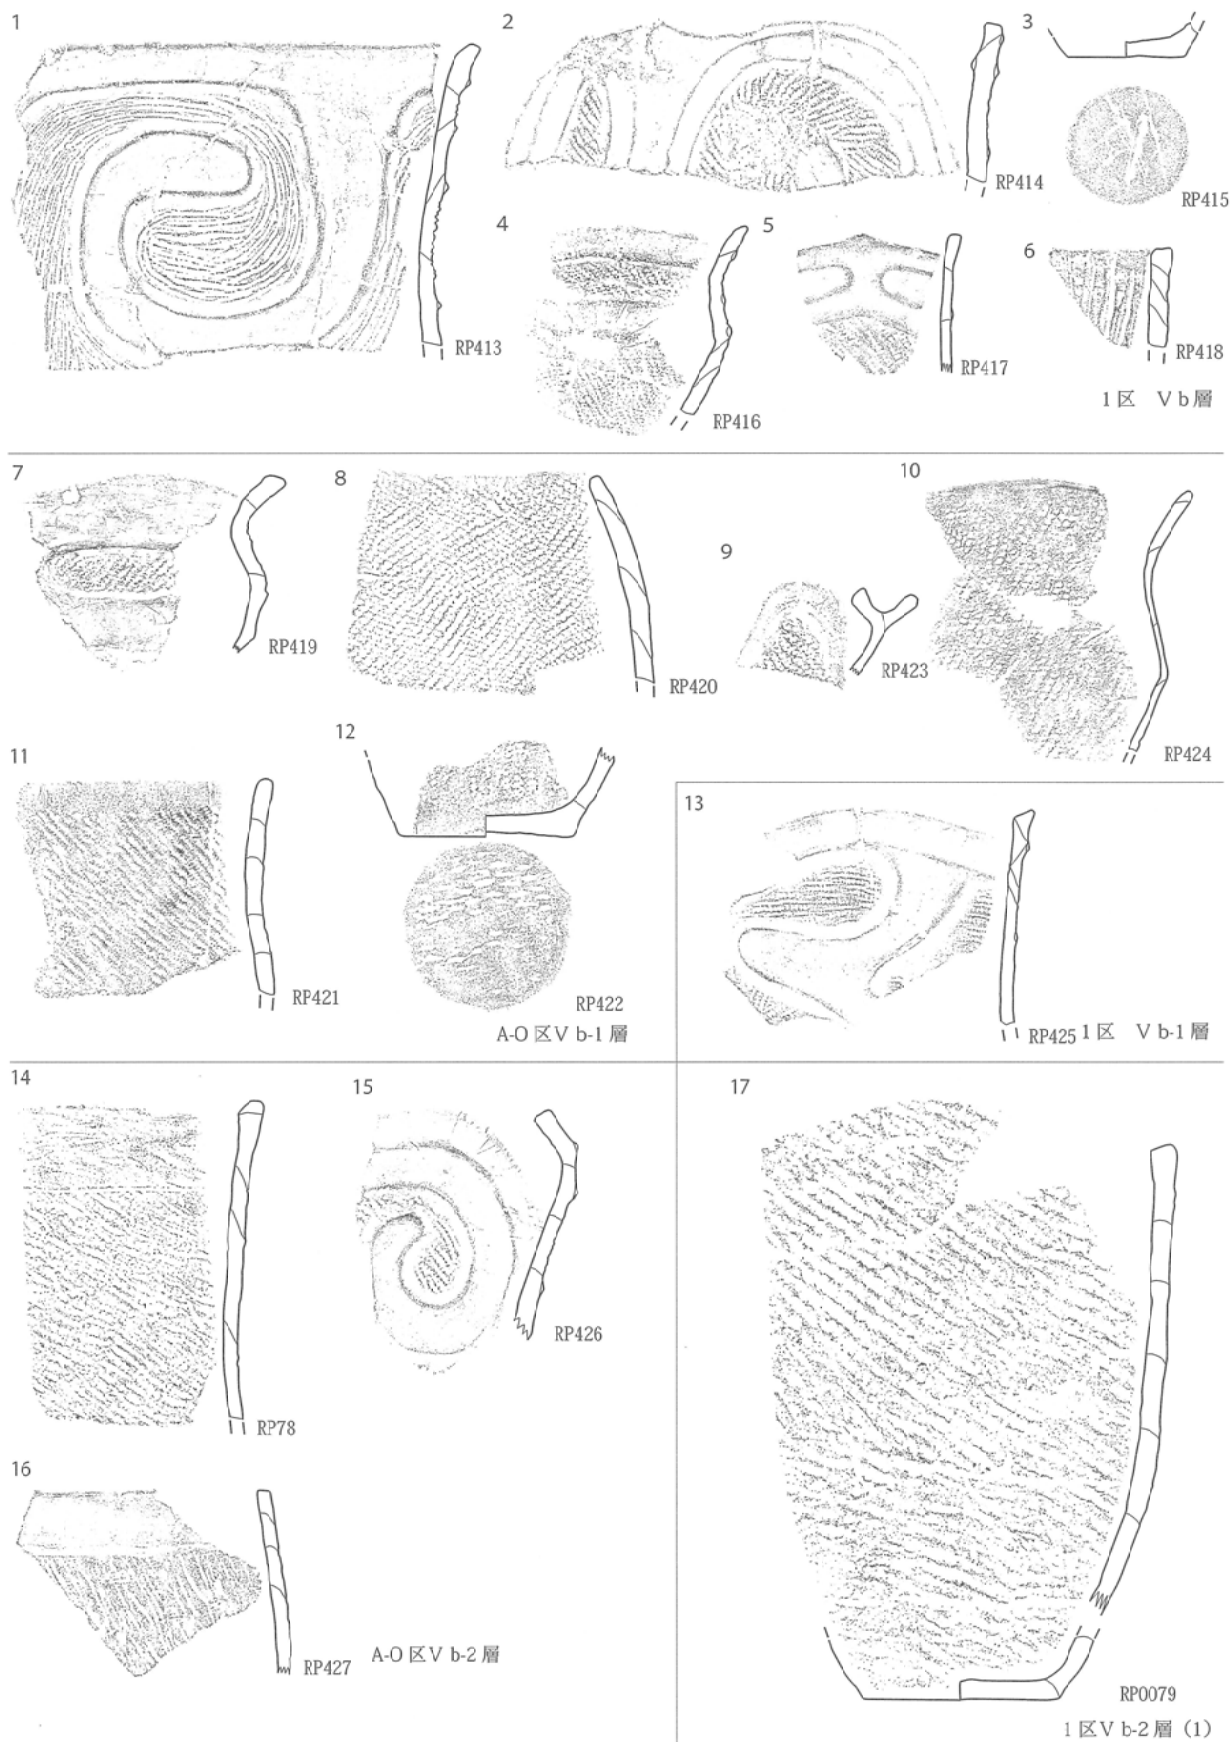 1
2
3
RP413
RP414
RP415
4
5
6
RP416
RP417
RP418
1区 Ⅴb層
7
8
9
10
RP419
RP420
RP423
RP424
11
12
RP421
RP422
A-O区Ⅴb-1層
13
RP425 1区 Ⅴb-1層
14
15
RP78
RP426
16
RP427 A-O区Ⅴb-2層
17
RP0079
1区Ⅴb-2層 (1)